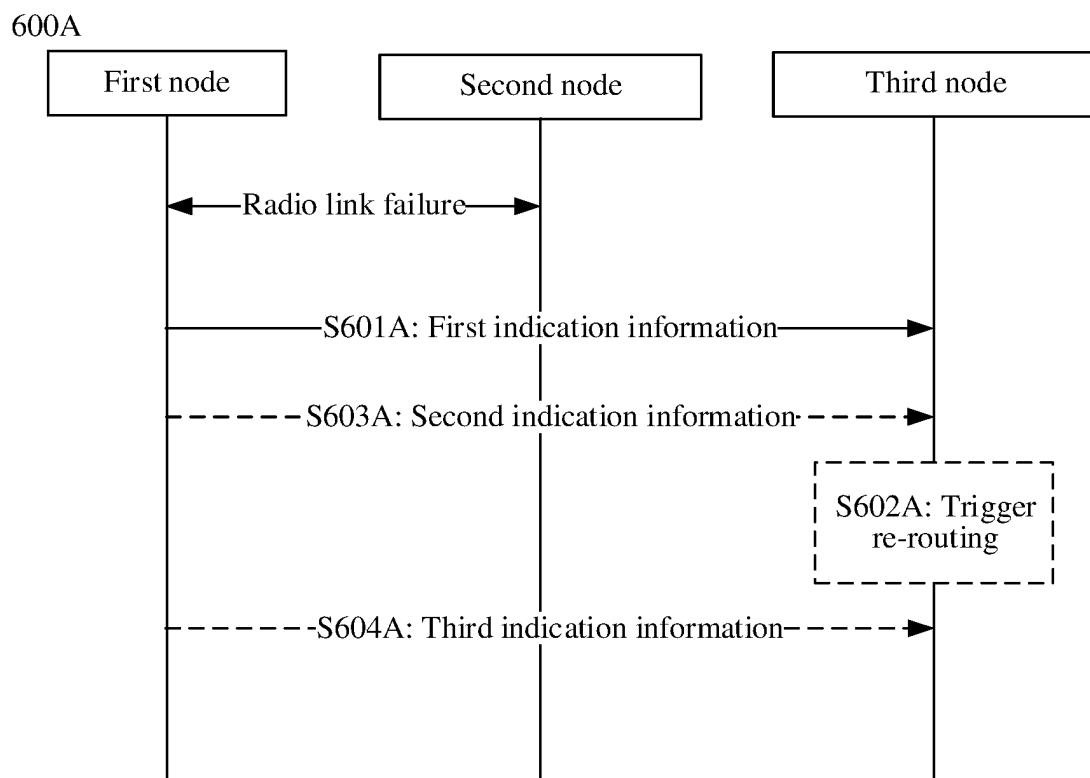 600A
First node
Second node
Third node
Radio link failure
S601A: First indication information
S603A: Second indication information
S602A: Trigger
re-routing
S604A: Third indication information